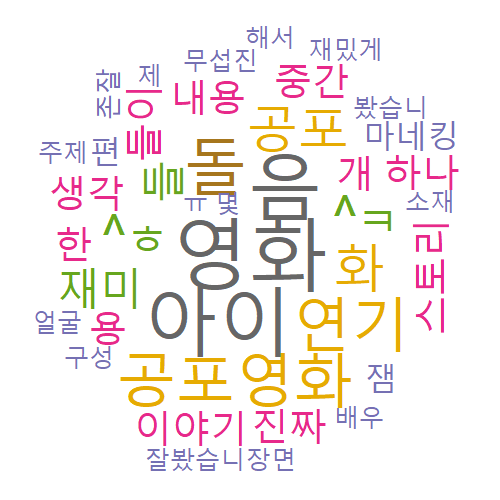 해서
무섭진 재밌게
존잘 제 내용 중간
봤습니
들이 공포 마네킹
주제 편 돌
들 음 개 하나
생각 ㅠ 몇 소재
^ ㅎ 몸 ^ ㅋ
한 영화 화 스토리
재미
아이 연기
얼굴 용
구성 공포영화 잼
이야기 진짜 배우
잘봤습니 장면